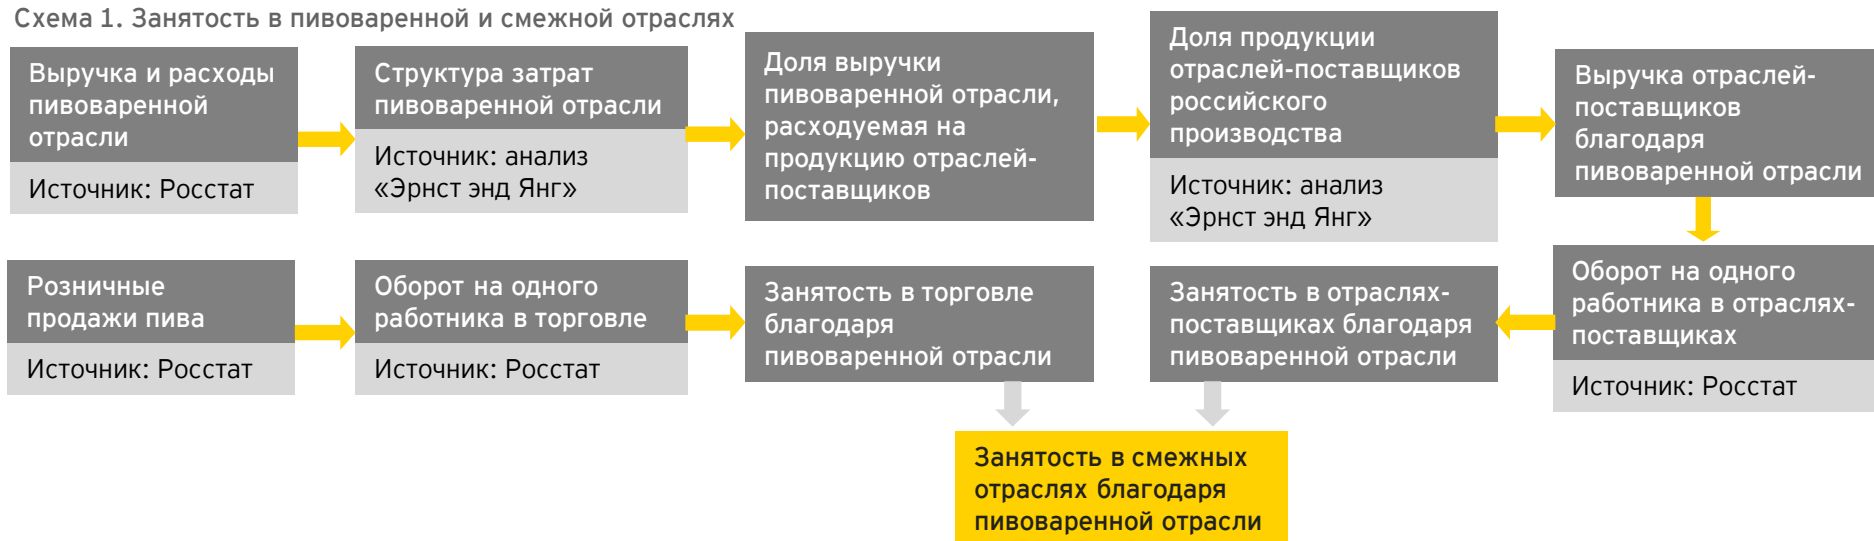 Схема 1. Занятость в пивоваренной и смежной отраслях
Выручка и расходы
пивоваренной
отрасли
Источник: Росстат
Структура затрат
пивоваренной отрасли
Источник: анализ
«Эрнст энд Янг»
Доля выручки
пивоваренной отрасли,
расходуемая на
продукцию отраслей-
поставщиков
Доля продукции
отраслей-поставщиков
российского
производства
Источник: анализ
«Эрнст энд Янг»
Выручка отраслей-
поставщиков
благодаря
пивоваренной отрасли
Розничные
продажи пива
Источник: Росстат
Оборот на одного
работника в торговле
Источник: Росстат
Занятость в торговле
благодаря
пивоваренной отрасли
Занятость в отраслях-
поставщиках благодаря
пивоваренной отрасли
Оборот на одного
работника в отраслях-
поставщиках
Источник: Росстат
Занятость в смежных
отраслях благодаря
пивоваренной отрасли